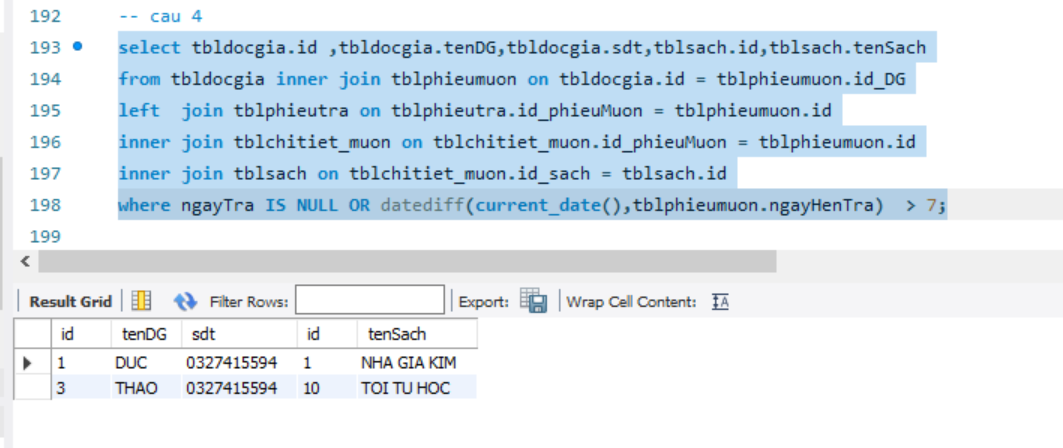 192 -- cau 4
193 select tbldocgia.id ,tbldocgia.tenDG,tbldocgia.sdt,tblsach.id,tblsach.tenSach
194 from tbldocgia inner join tblphieumuon on tbldocgia.id = tblphieumuon.id_DG
195 left  join tblphieutra on tblphieutra.id_phieuMuon = tblphieumuon.id
196 inner join tblchitiet_muon on tblchitiet_muon.id_phieuMuon = tblphieumuon.id
197 inner join tblsach on tblchitiet_muon.id_sach = tblsach.id
198 where ngayTra IS NULL OR datediff(current_date(),tblphieumuon.ngayHenTra)  > 7;
199
Result Grid Filter Rows: Export: Wrap Cell Content: IA
id tenDG sdt id tenSach
1 DUC 0327415594 1 NHA GIA KIM
3 THAO 0327415594 10 TOI TU HOC